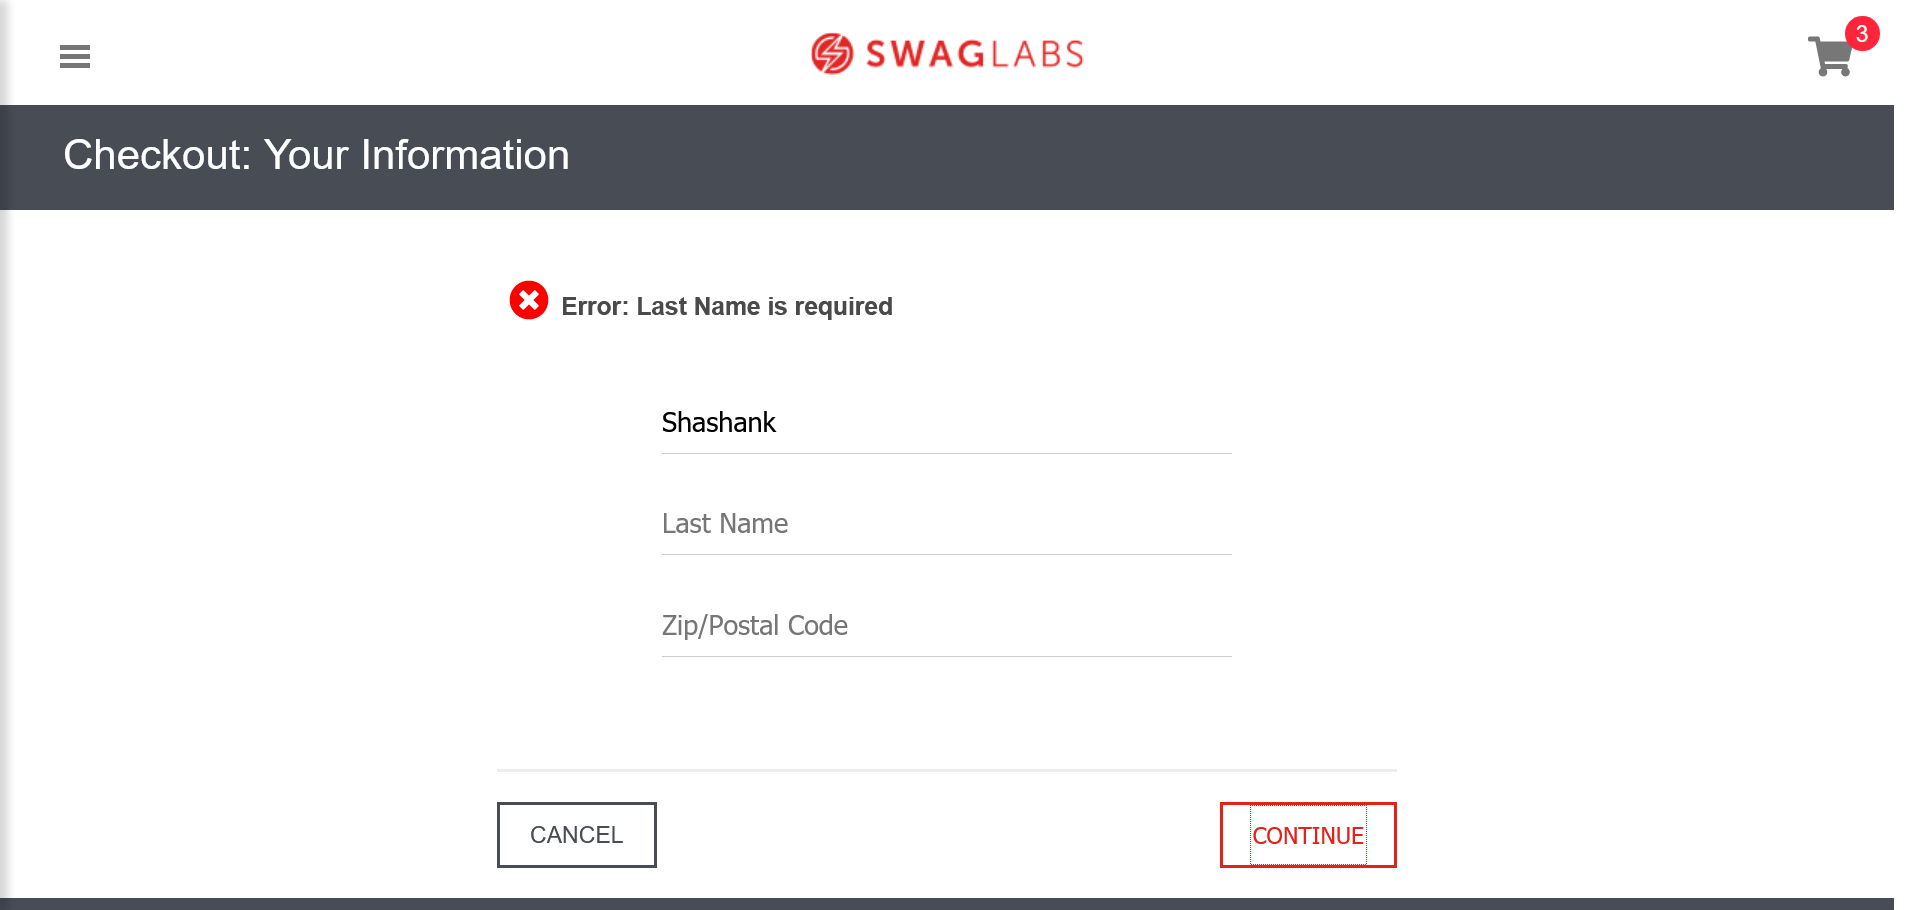 SWAGLABS
3
Checkout: Your Information
Error: Last Name is required
Shashank
Last Name
Zip/Postal Code
CANCEL
CONTINUE